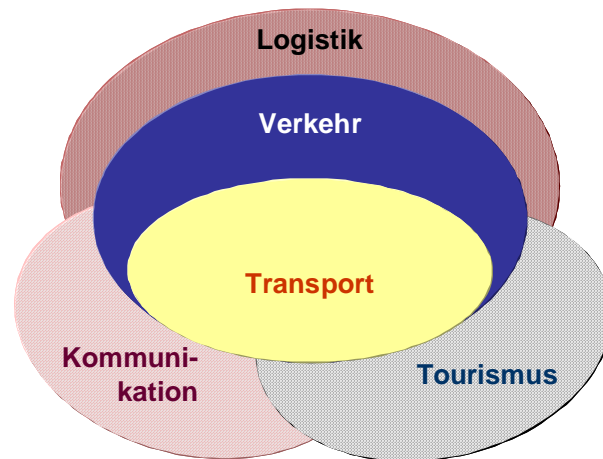 Logistik
Verkehr
Transport
Kommuni-
kation
Tourismus